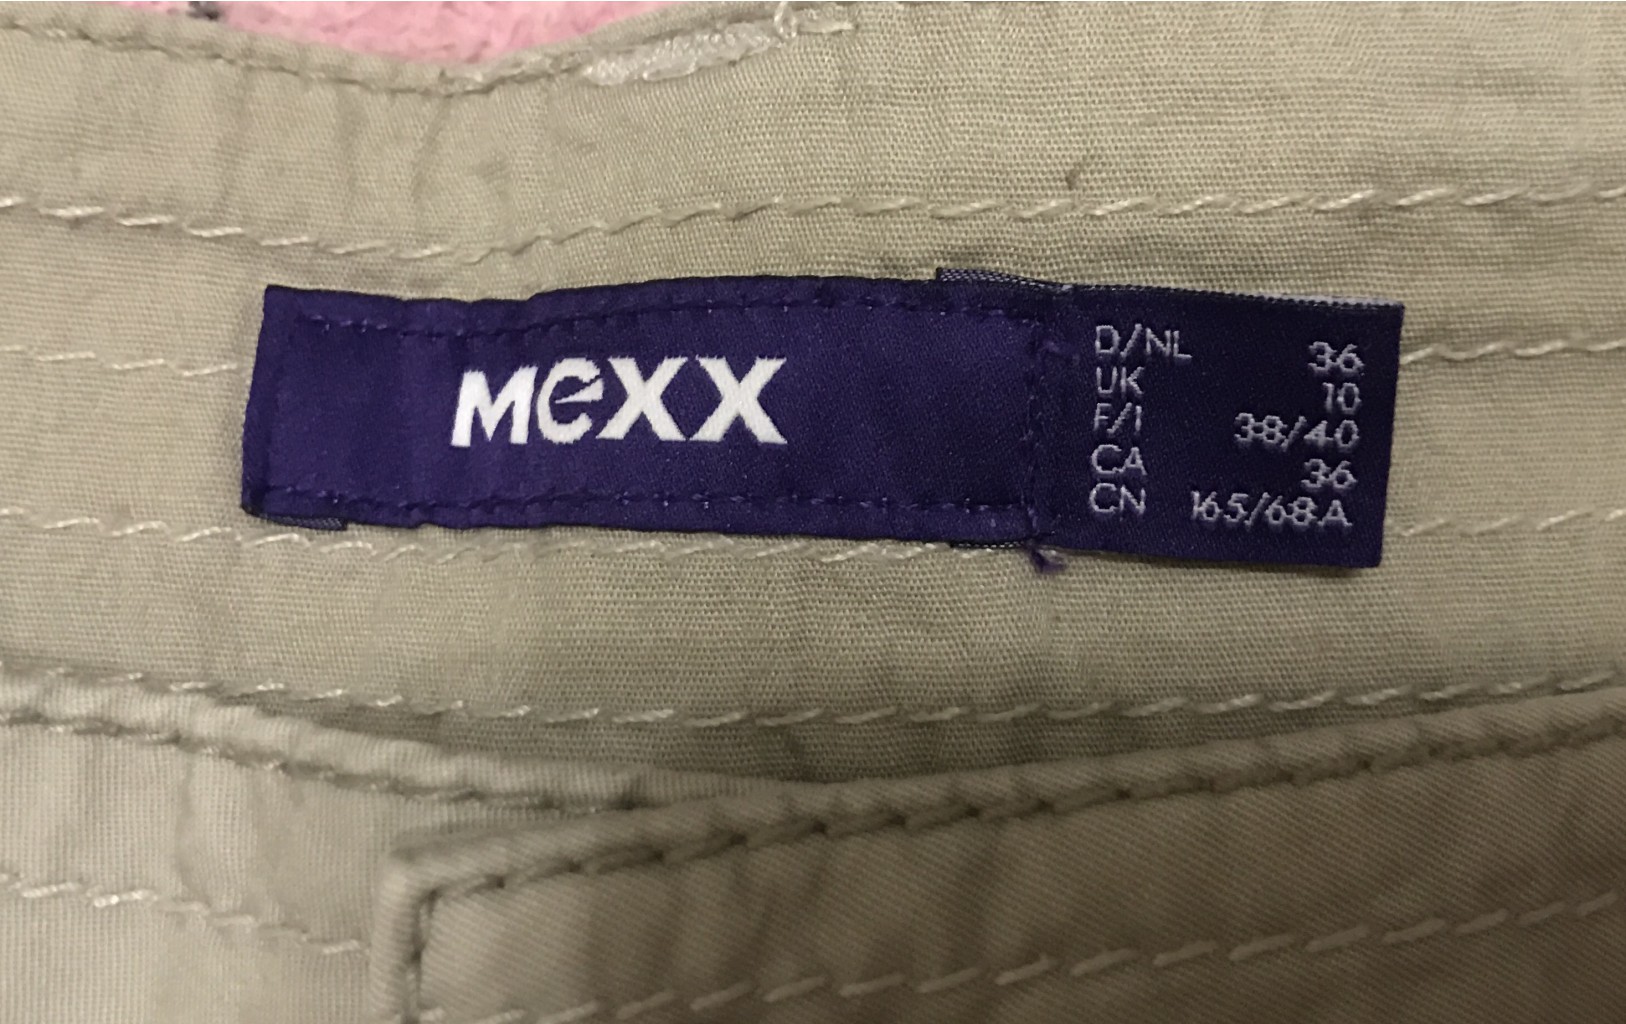 mexx
D/NL 36
UK 10
F/I 38/40
CA 36
CN 165/68A